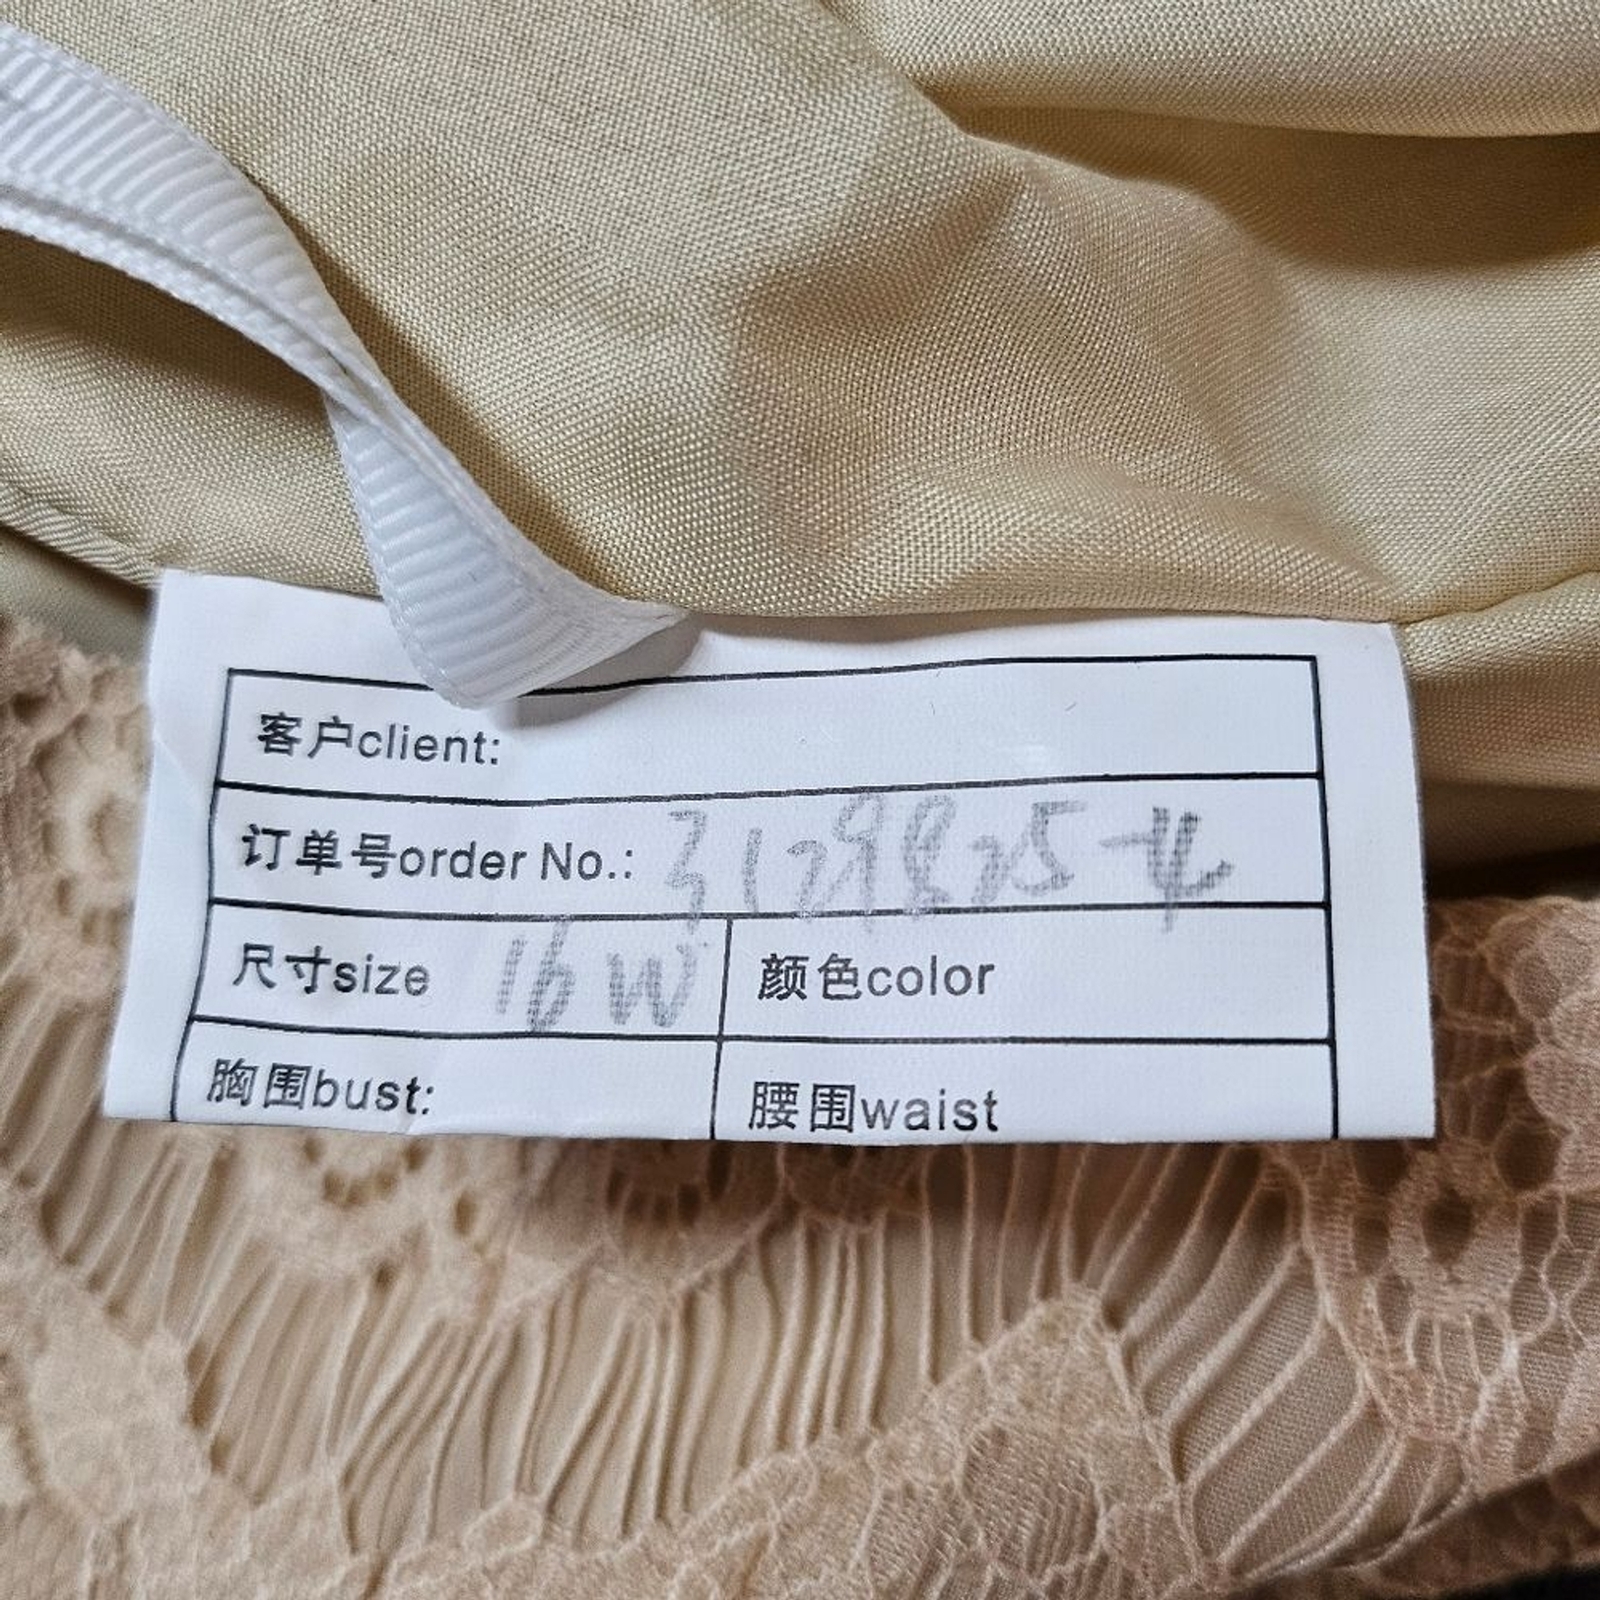 客户client:
订单号order No.: 3129825-4
尺寸size 16W 颜色color
胸围bust: 腰围waist